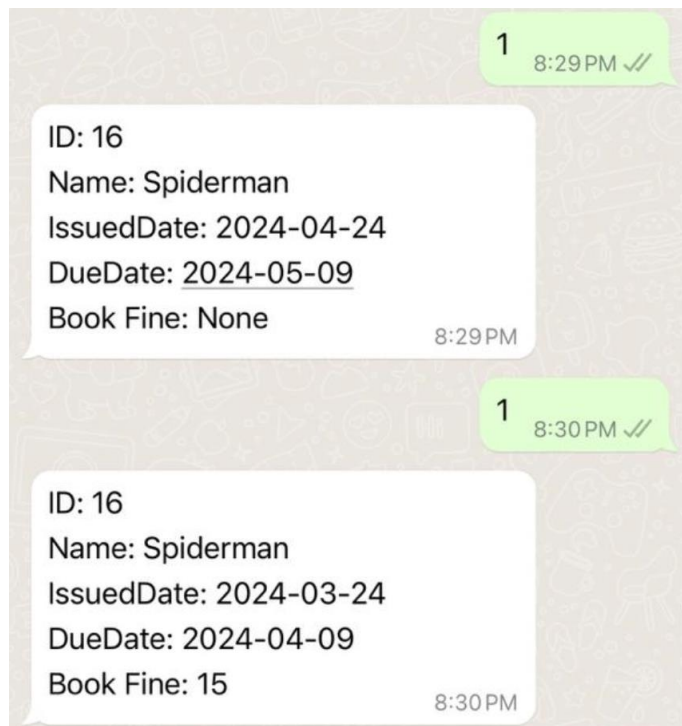 1
8:29 PM
ID: 16
Name: Spiderman
IssuedDate: 2024-04-24
DueDate: 2024-05-09
Book Fine: None
8:29 PM
1
8:30 PM
ID: 16
Name: Spiderman
IssuedDate: 2024-03-24
DueDate: 2024-04-09
Book Fine: 15
8:30 PM